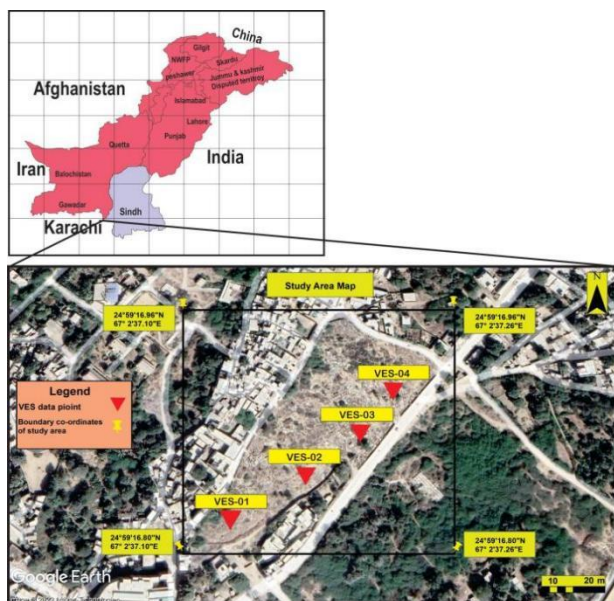 China
Gilgit
NWFP
Skardu
peshawer
Jummu & kashmir
Disputed territroy
Afghanistan
Islamabad
Lahore
Punjab
India
Quetta
Iran
Balochistan
Gawadar
Sindh
Karachi
Study Area Map
N
24°59'16.96"N
67° 2'37.10"E
24°59'16.96"N
67° 2'37.26"E
Legend
VES data pioint
Boundary co-ordinates
of study area
VES-04
VES-03
VES-02
VES-01
24°59'16.80"N
67° 2'37.10"E
24°59'16.80"N
67° 2'37.26"E
Google Earth
10 20 m